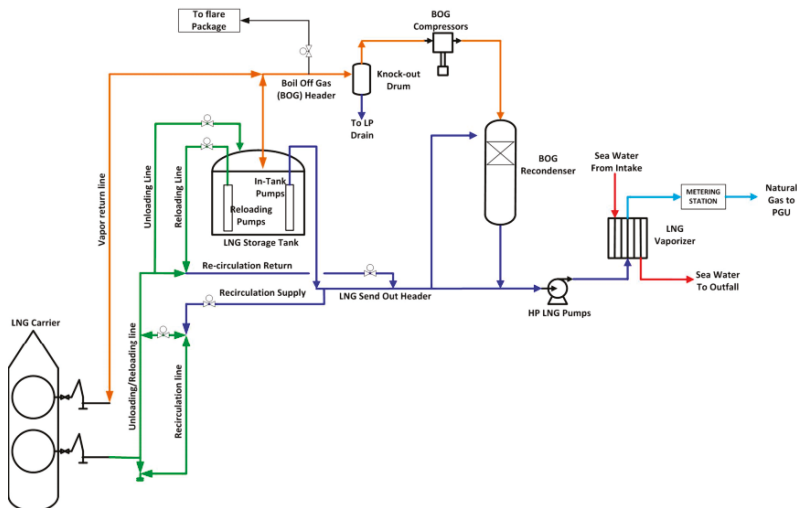 To flare
Package
BOG
Compressors
Boil Off Gas
(BOG) Header
Knock-out
Drum
To LP
Drain
Unloading Line
Reloading Line
Vapor return line
In-Tank
Pumps
Reloading
Pumps
LNG Storage Tank
BOG
Recondenser
Sea Water
From Intake
METERING
STATION
Natural
Gas to
PGU
LNG
Vaporizer
Re-circulation Return
Sea Water
To Outfall
Recirculation Supply
LNG Send Out Header
HP LNG Pumps
LNG Carrier
Unloading/Reloading line
Recirculation line